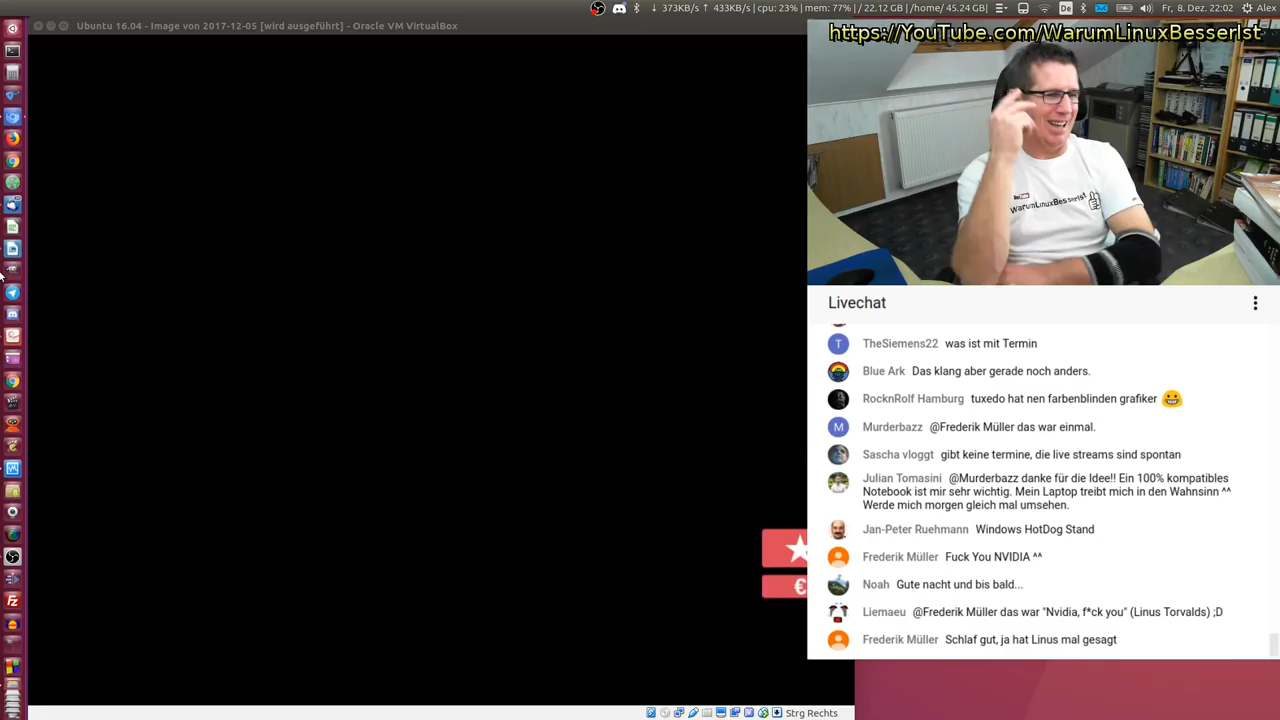 373KB/s 433KB/s cpu: 23% mem: 77% // 22.12 GB /home/ 45.24 GB De Fr, 8. Dez, 22:02 Alex
Ubuntu 16.04 - Image von 2017-12-05 [wird ausgeführt] - Oracle VM VirtualBox
https://YouTube.com/WarumLinuxBesserIst
WarumLinuxBesserIst
Livechat
TheSiemens22 was ist mit Termin
Blue Ark Das klang aber gerade noch anders.
RocknRolf Hamburg tuxedo hat nen farbenblinden grafiker
M Murderbazz @Frederik Müller das war einmal.
Sascha vloggt gibt keine termine, die live streams sind spontan
Julian Tomasini @Murderbazz danke für die Idee!! Ein 100% kompatibles
Notebook ist mir sehr wichtig. Mein Laptop treibt mich in den Wahnsinn ^^
Werde mich morgen gleich mal umsehen.
Jan-Peter Ruehmann Windows HotDog Stand
Frederik Müller Fuck You NVIDIA ^^
Noah Gute nacht und bis bald...
Liemaeu @Frederik Müller das war "Nvidia, f*ck you" (Linus Torvalds) ;D
Frederik Müller Schlaf gut, ja hat Linus mal gesagt
€
Strg Rechts